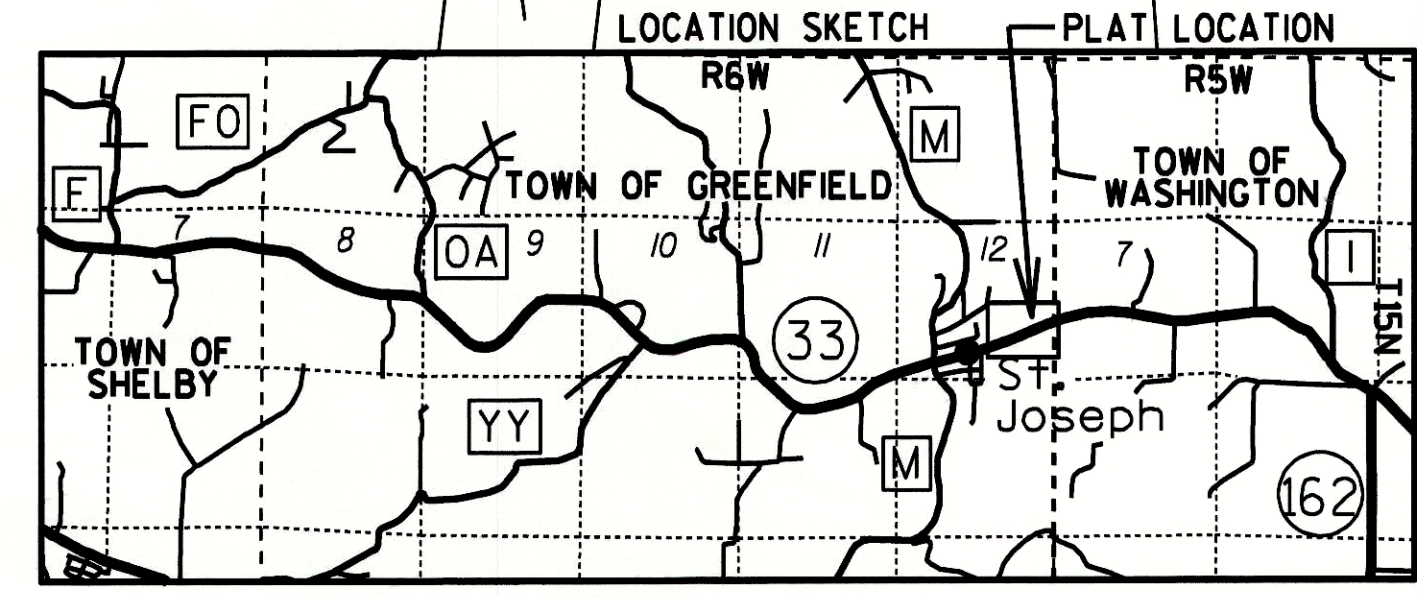 LOCATION SKETCH
PLAT LOCATION
R6W
R5W
FO
M
F
TOWN OF GREENFIELD
TOWN OF
WASHINGTON
7
8
OA
9
10
11
12
7
I
T15N
33
TOWN OF
SHELBY
St.
Joseph
YY
M
162